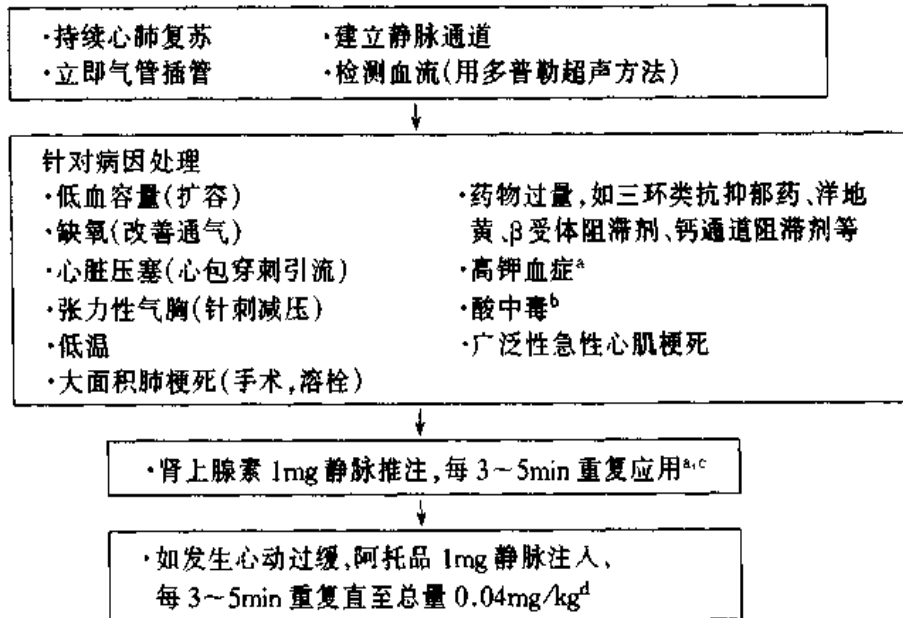 ·持续心肺复苏 ·建立静脉通道
·立即气管插管 ·检测血流(用多普勒超声方法)
针对病因处理
·低血容量(扩容)
·缺氧(改善通气)
·心脏压塞(心包穿刺引流)
·张力性气胸(针刺减压)
·低温
·大面积肺梗死(手术,溶栓)
·药物过量,如三环类抗抑郁药、洋地
黄、β受体阻滞剂、钙通道阻滞剂等
·高钾血症ᵃ
·酸中毒ᵇ
·广泛性急性心肌梗死
·肾上腺素 1mg 静脉推注,每 3~5min 重复应用ᵃ,ᶜ
·如发生心动过缓,阿托品 1mg 静脉注入、
每 3~5min 重复直至总量 0.04mg/kgᵈ